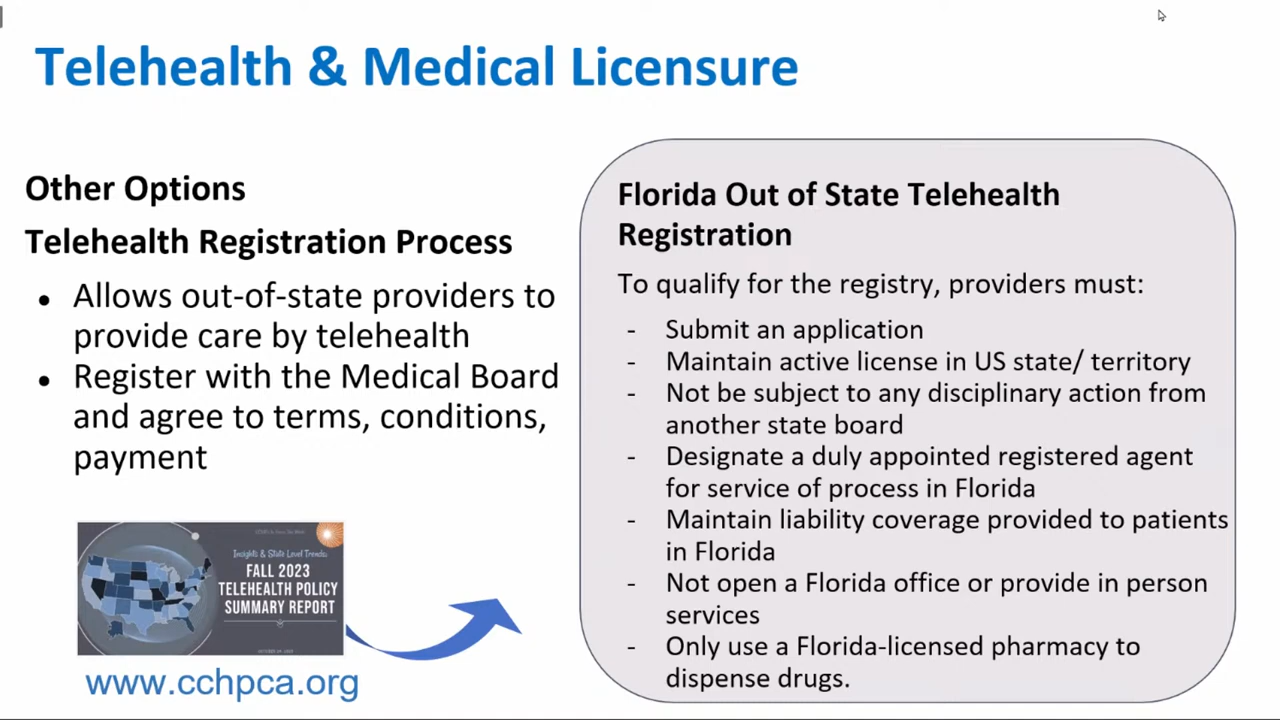 Telehealth & Medical Licensure
Other Options
Telehealth Registration Process
● Allows out-of-state providers to
provide care by telehealth
● Register with the Medical Board
and agree to terms, conditions,
payment
Insights & State Level Trends:
FALL 2023
TELEHEALTH POLICY
SUMMARY REPORT
www.cchpca.org
Florida Out of State Telehealth
Registration
To qualify for the registry, providers must:
- Submit an application
- Maintain active license in US state/ territory
- Not be subject to any disciplinary action from
another state board
- Designate a duly appointed registered agent
for service of process in Florida
- Maintain liability coverage provided to patients
in Florida
- Not open a Florida office or provide in person
services
- Only use a Florida-licensed pharmacy to
dispense drugs.